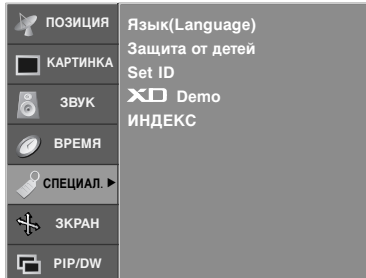 ПОЗИЦИЯ
КАРТИНКА
ЗВУК
ВРЕМЯ
СПЕЦИАЛ. ►
ЗКРАН
PIP/DW
Язык(Language)
Защита от детей
Set ID
XD Demo
ИНДЕКС